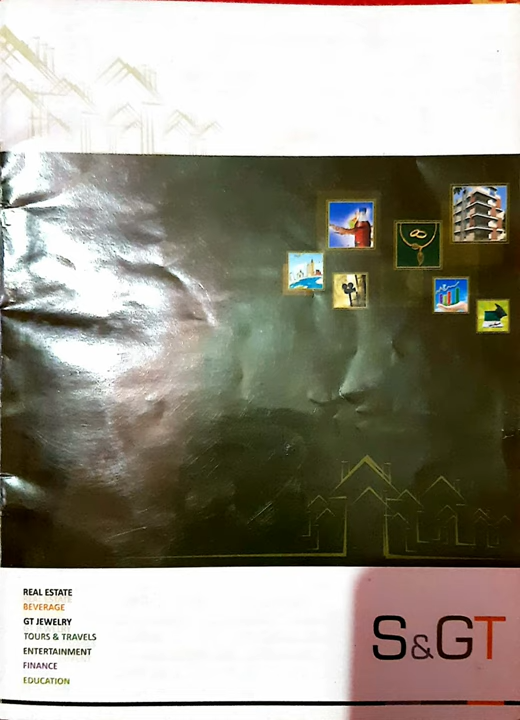 REAL ESTATE
BEVERAGE
GT JEWELRY
TOURS & TRAVELS
ENTERTAINMENT
FINANCE
EDUCATION
S&GT